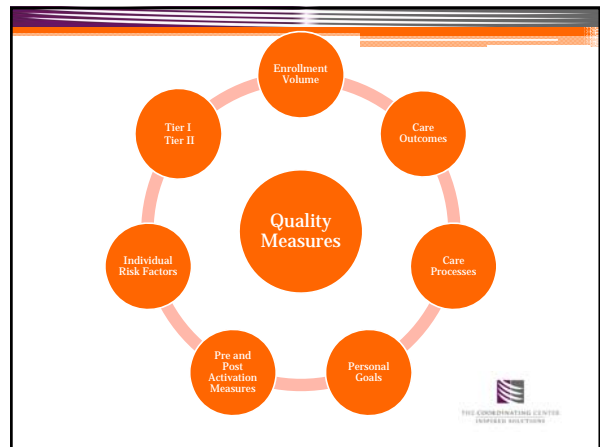 Enrollment
Volume
Care
Outcomes
Care
Processes
Personal
Goals
Pre and
Post
Activation
Measures
Individual
Risk Factors
Tier I
Tier II
Quality
Measures
THE COORDINATING CENTER
INSPIRED SOLUTIONS